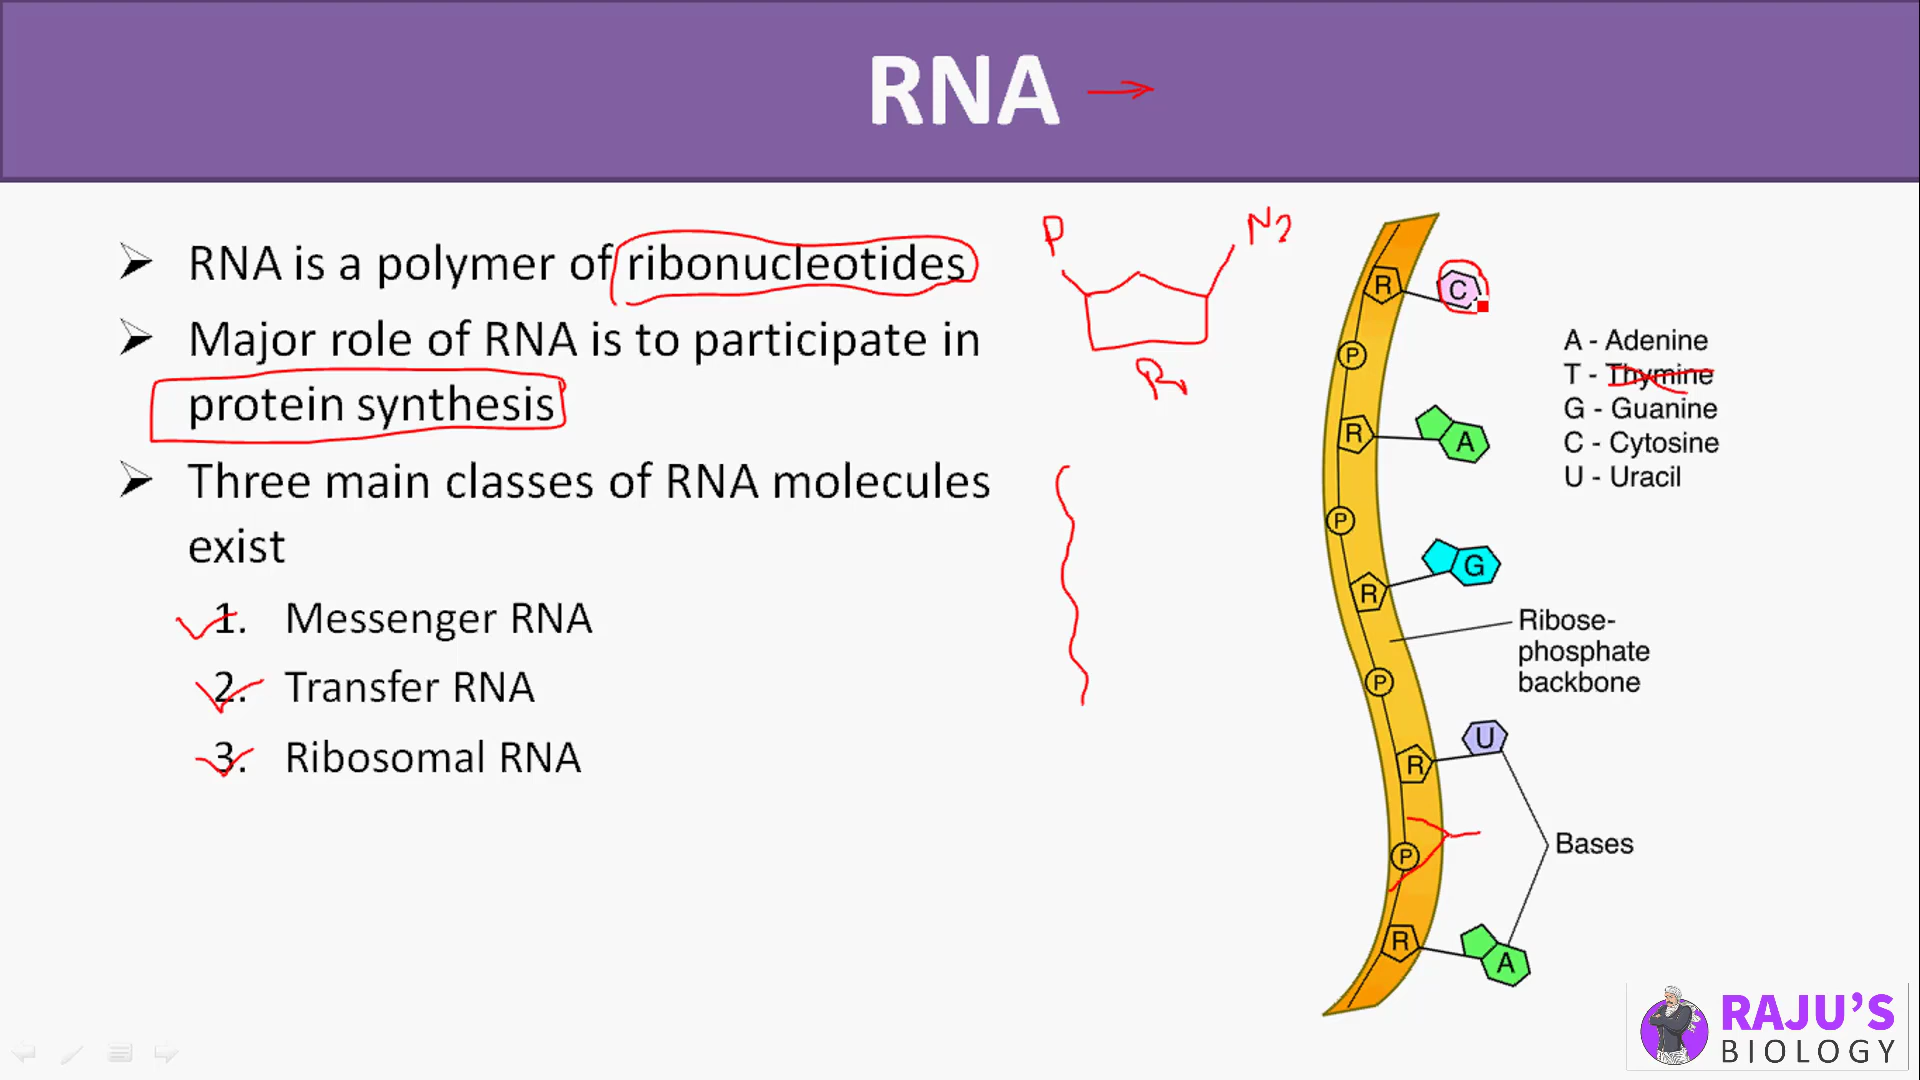 RNA
➢ RNA is a polymer of ribonucleotides
➢ Major role of RNA is to participate in
protein synthesis
➢ Three main classes of RNA molecules
exist
1. Messenger RNA
2. Transfer RNA
3. Ribosomal RNA
P
N2
R
R
C
P
R
A
P
R
G
P
R
U
P
R
A
A - Adenine
T - Thymine
G - Guanine
C - Cytosine
U - Uracil
Ribose-
phosphate
backbone
Bases
RAJU'S
BIOLOGY